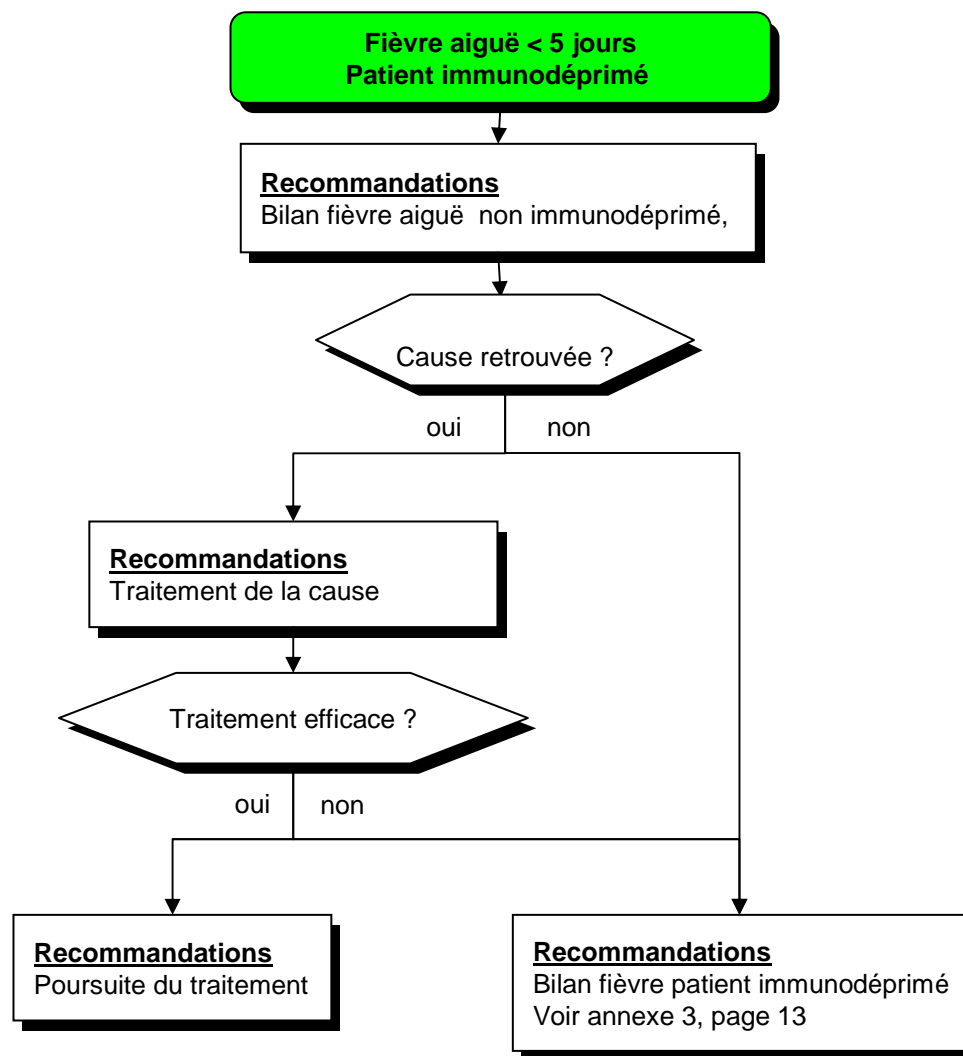 Fièvre aiguë < 5 jours
Patient immunodéprimé
Recommandations
Bilan fièvre aiguë  non immunodéprimé,
Cause retrouvée ?
oui
non
Recommandations
Traitement de la cause
Traitement efficace ?
oui
non
Recommandations
Poursuite du traitement
Recommandations
Bilan fièvre patient immunodéprimé
Voir annexe 3, page 13